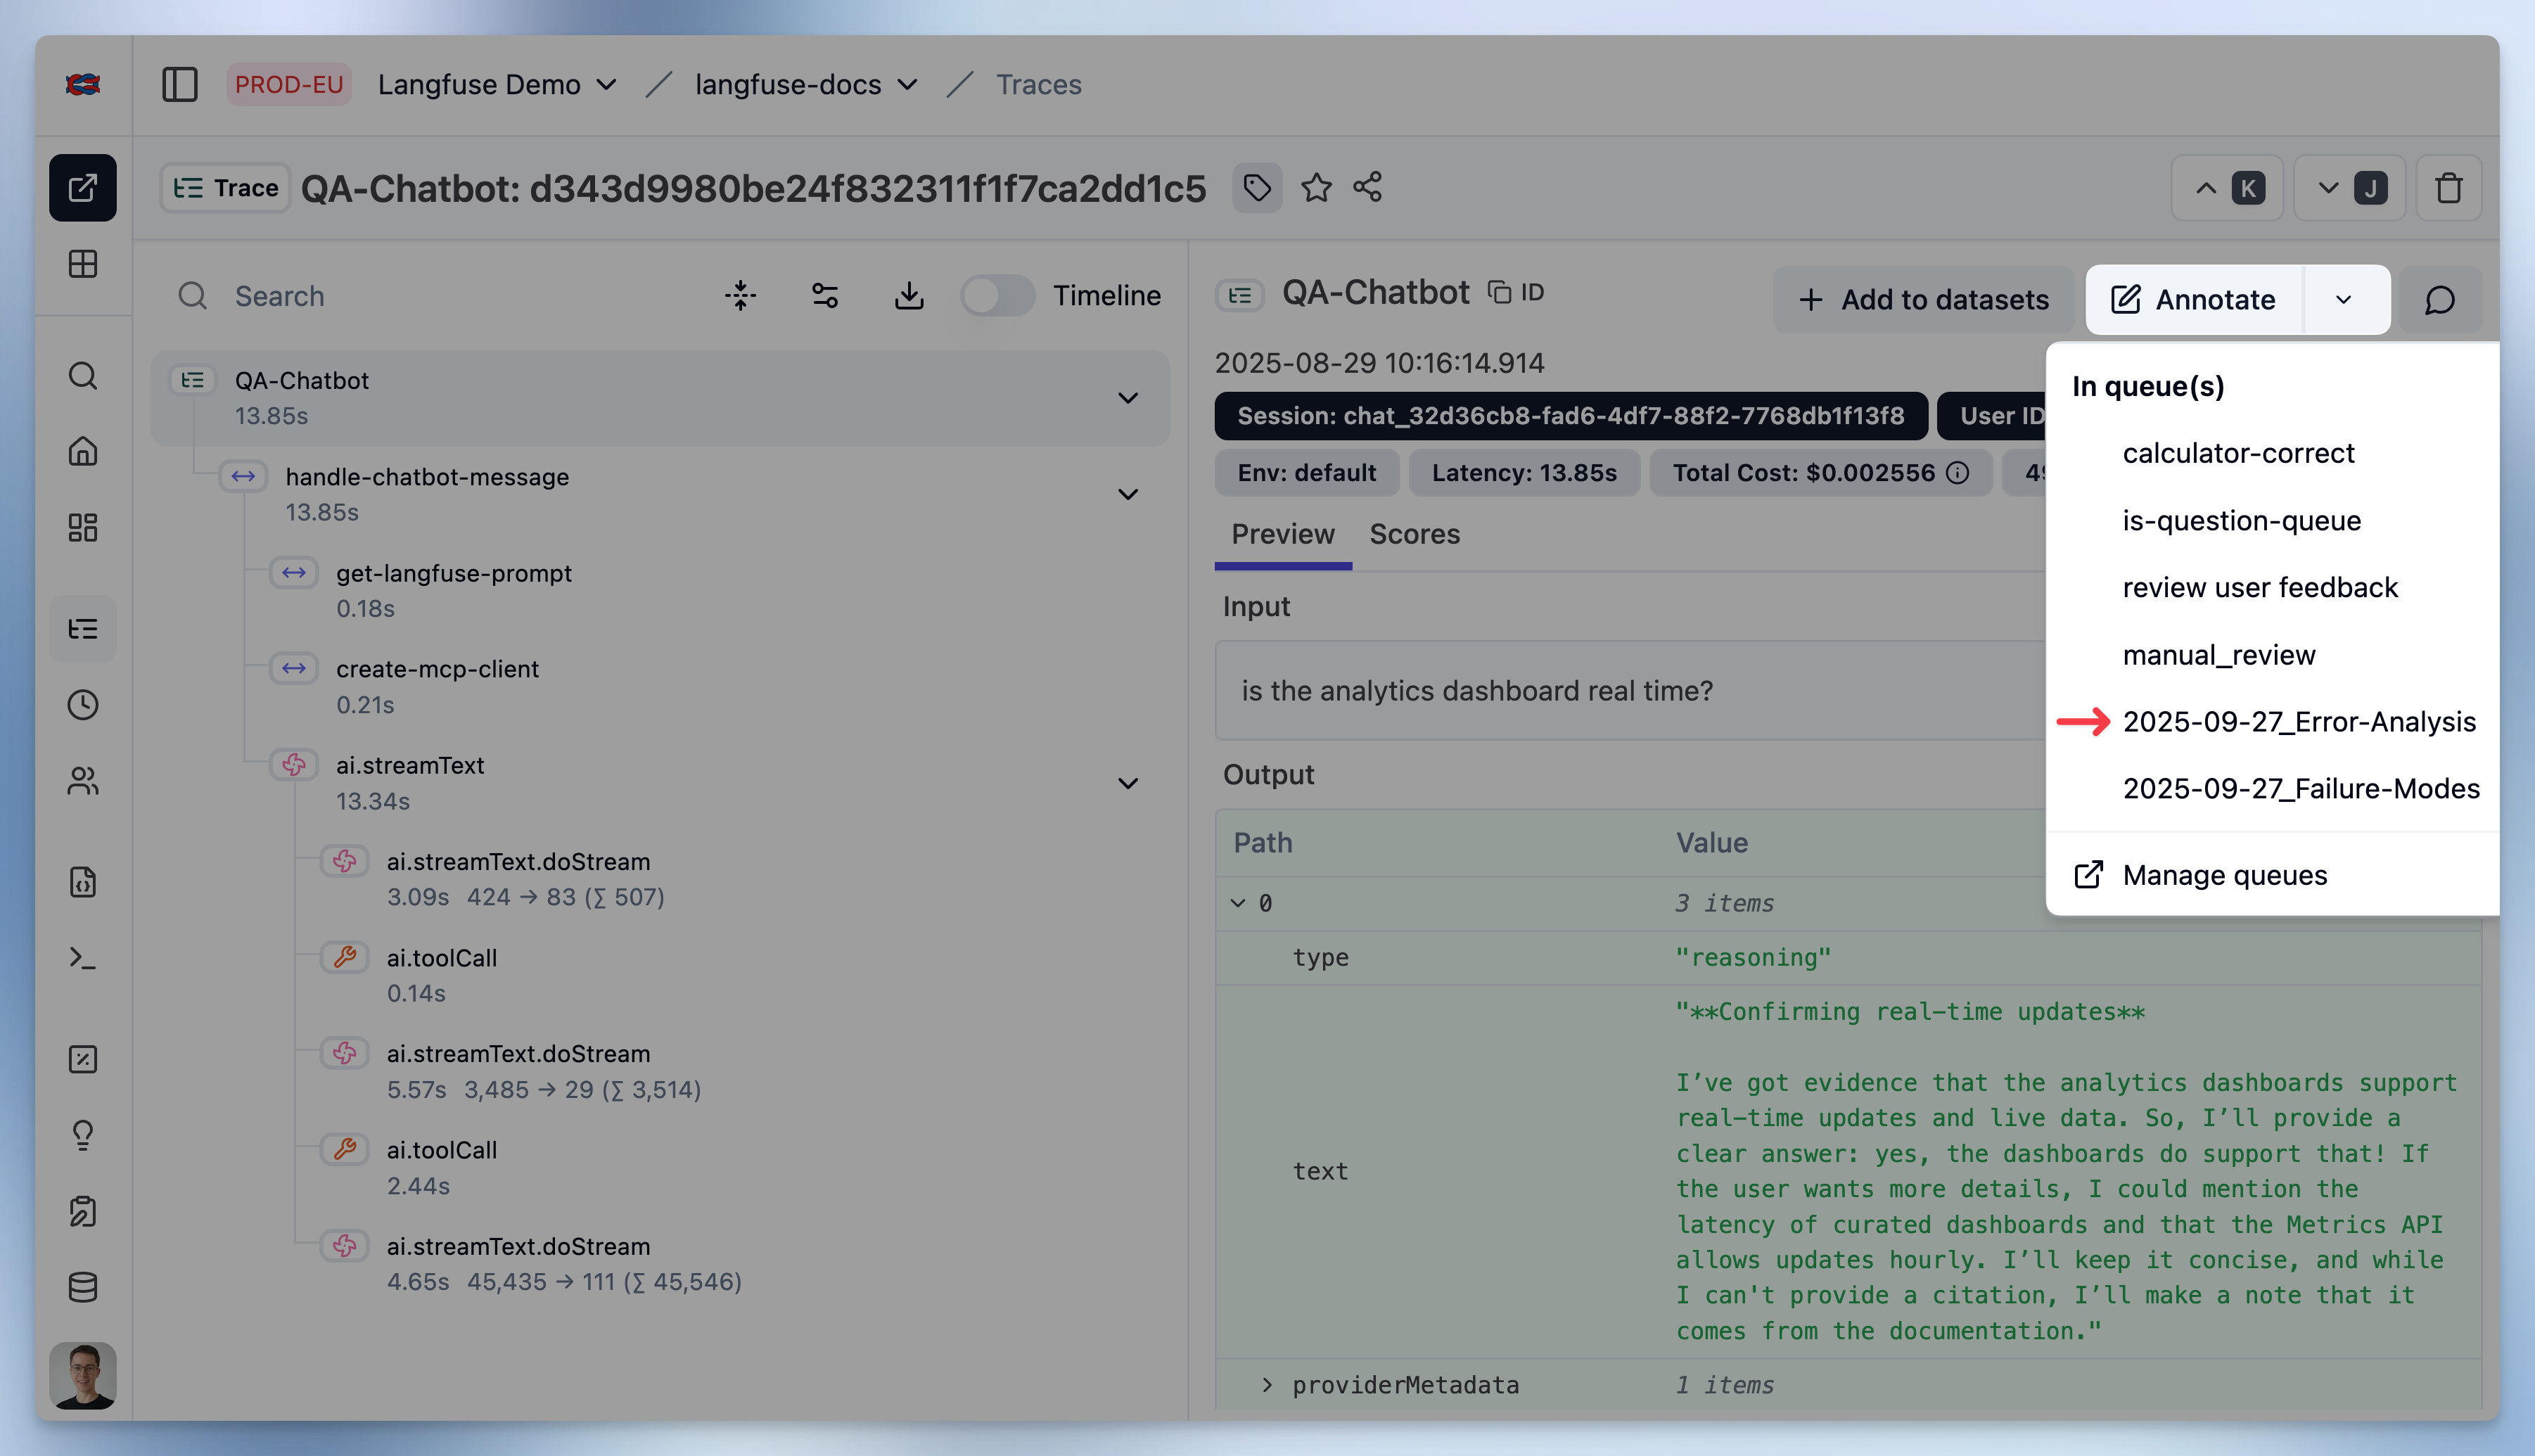 PROD-EU Langfuse Demo / langfuse-docs / Traces
Trace QA-Chatbot: d343d9980be24f832311f1f7ca2dd1c5
K J
Search Timeline
QA-Chatbot
13.85s
handle-chatbot-message
13.85s
get-langfuse-prompt
0.18s
create-mcp-client
0.21s
ai.streamText
13.34s
ai.streamText.doStream
3.09s 424 → 83 (∑ 507)
ai.toolCall
0.14s
ai.streamText.doStream
5.57s 3,485 → 29 (∑ 3,514)
ai.toolCall
2.44s
ai.streamText.doStream
4.65s 45,435 → 111 (∑ 45,546)
QA-Chatbot ID
+ Add to datasets
Annotate
2025-08-29 10:16:14.914
Session: chat_32d36cb8-fad6-4df7-88f2-7768db1f13f8 User ID
Env: default Latency: 13.85s Total Cost: $0.002556
Preview Scores
Input
is the analytics dashboard real time?
Output
Path Value
0 3 items
type "reasoning"
text "**Confirming real-time updates**
I’ve got evidence that the analytics dashboards support
real-time updates and live data. So, I’ll provide a
clear answer: yes, the dashboards do support that! If
the user wants more details, I could mention the
latency of curated dashboards and that the Metrics API
allows updates hourly. I’ll keep it concise, and while
I can't provide a citation, I’ll make a note that it
comes from the documentation."
providerMetadata 1 items
In queue(s)
calculator-correct
is-question-queue
review user feedback
manual_review
2025-09-27_Error-Analysis
2025-09-27_Failure-Modes
Manage queues